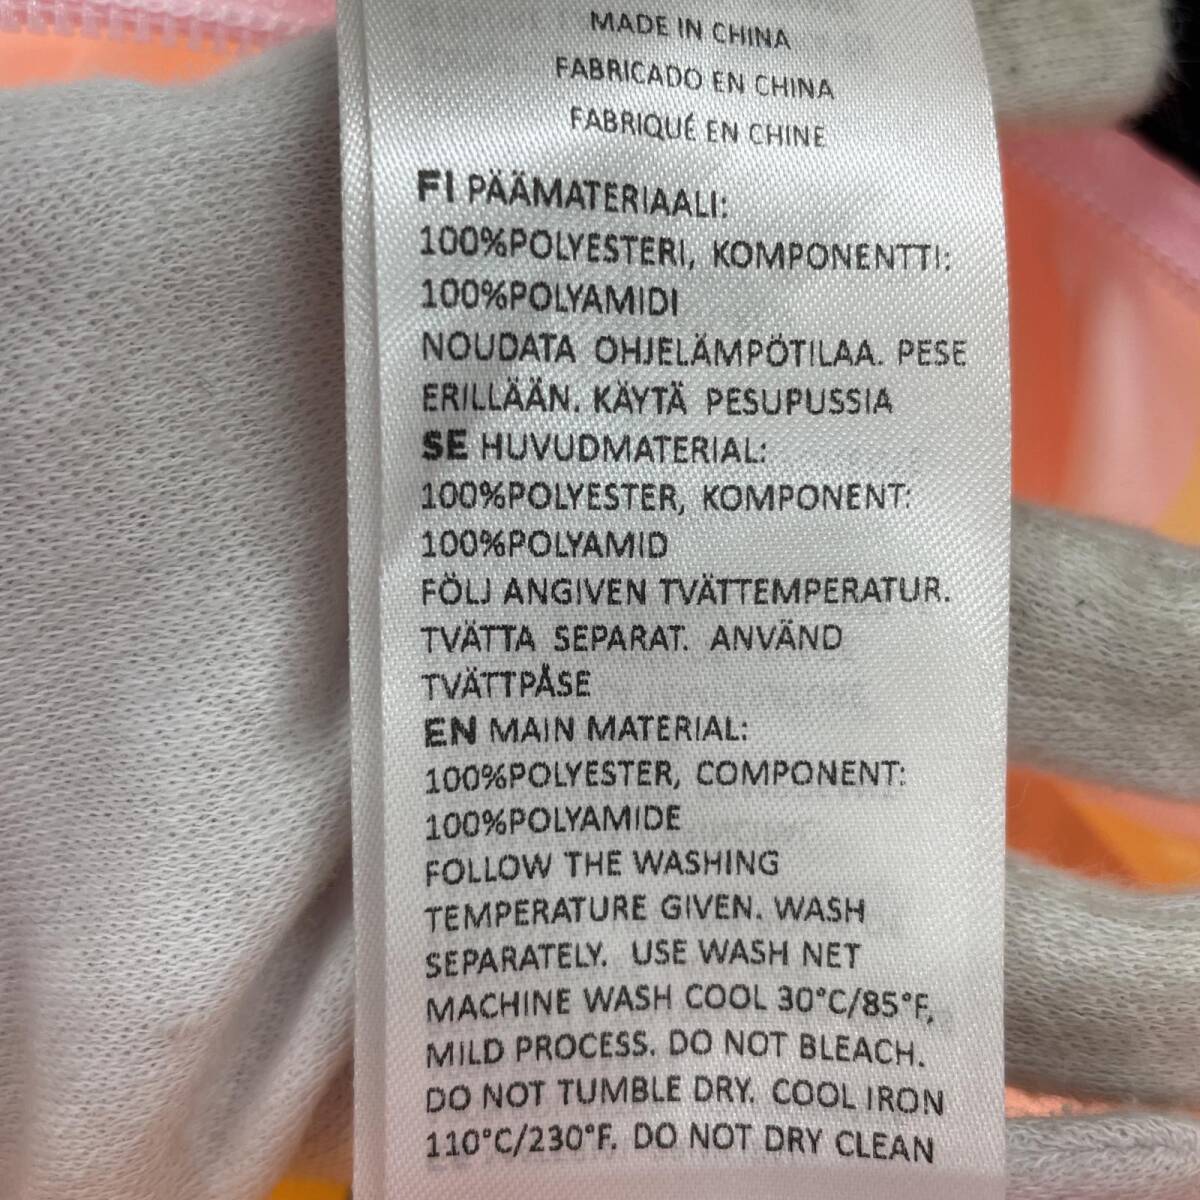 MADE IN CHINA
FABRICADO EN CHINA
FABRIQUÉ EN CHINE
FI PÄÄMATERIAALI:
100%POLYESTERI, KOMPONENTTI:
100%POLYAMIDI
NOUDATA OHJELÄMPÖTILAA. PESE
ERILLÄÄN. KÄYTÄ PESUPUSSIA
SE HUVUDMATERIAL:
100%POLYESTER, KOMPONENT:
100%POLYAMID
FÖLJ ANGIVEN TVÄTTEMPERATUR.
TVÄTTA SEPARAT. ANVÄND
TVÄTTPÅSE
EN MAIN MATERIAL:
100%POLYESTER, COMPONENT:
100%POLYAMIDE
FOLLOW THE WASHING
TEMPERATURE GIVEN. WASH
SEPARATELY. USE WASH NET
MACHINE WASH COOL 30°C/85°F,
MILD PROCESS. DO NOT BLEACH.
DO NOT TUMBLE DRY. COOL IRON
110°C/230°F. DO NOT DRY CLEAN